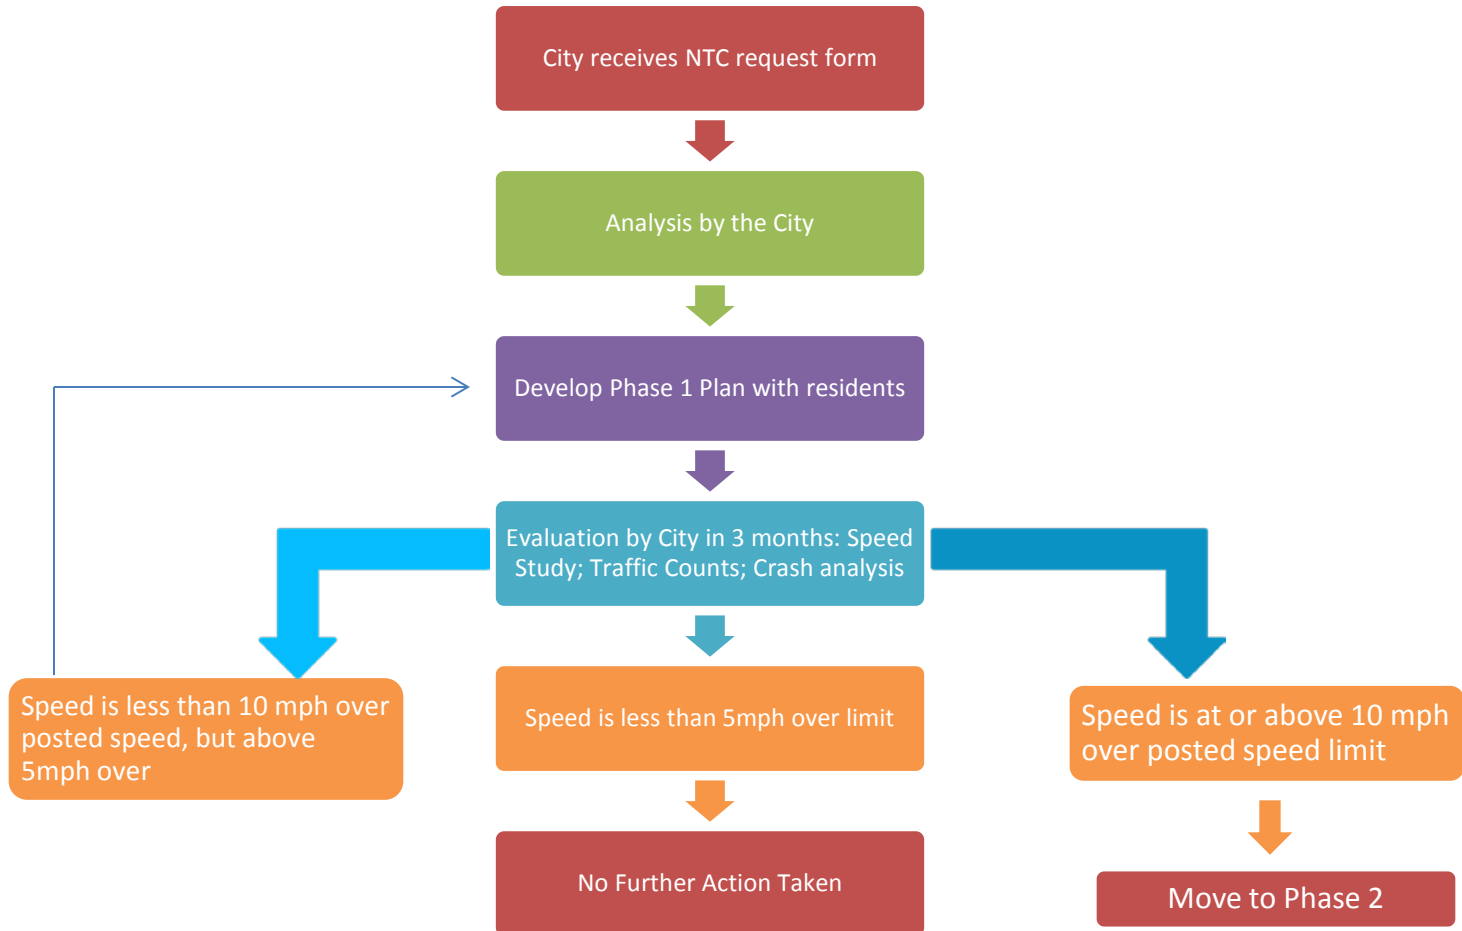 City receives NTC request form
Analysis by the City
Develop Phase 1 Plan with residents
Evaluation by City in 3 months: Speed
Study; Traffic Counts; Crash analysis
Speed is less than 10 mph over
posted speed, but above
5mph over
Speed is less than 5mph over limit
Speed is at or above 10 mph
over posted speed limit
No Further Action Taken
Move to Phase 2